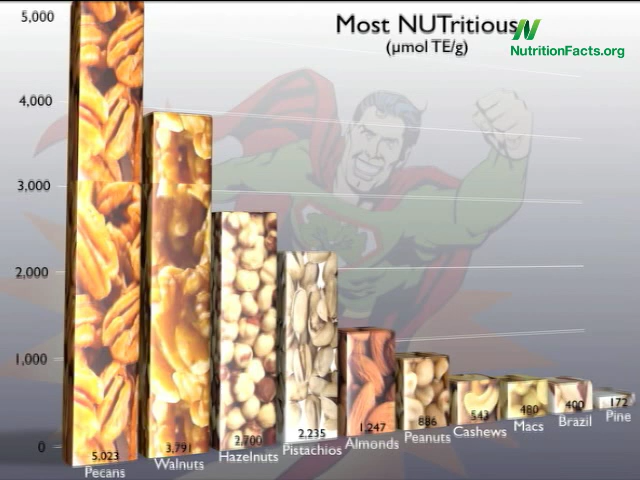 Most NUTritious
(µmol TE/g)
NutritionFacts.org
5,000
4,000
3,000
2,000
1,000
0
5,023
3,791
2,700
2,235
1,247
886
543
480
400
172
Pecans
Walnuts
Hazelnuts
Pistachios
Almonds
Peanuts
Cashews
Macs
Brazil
Pine